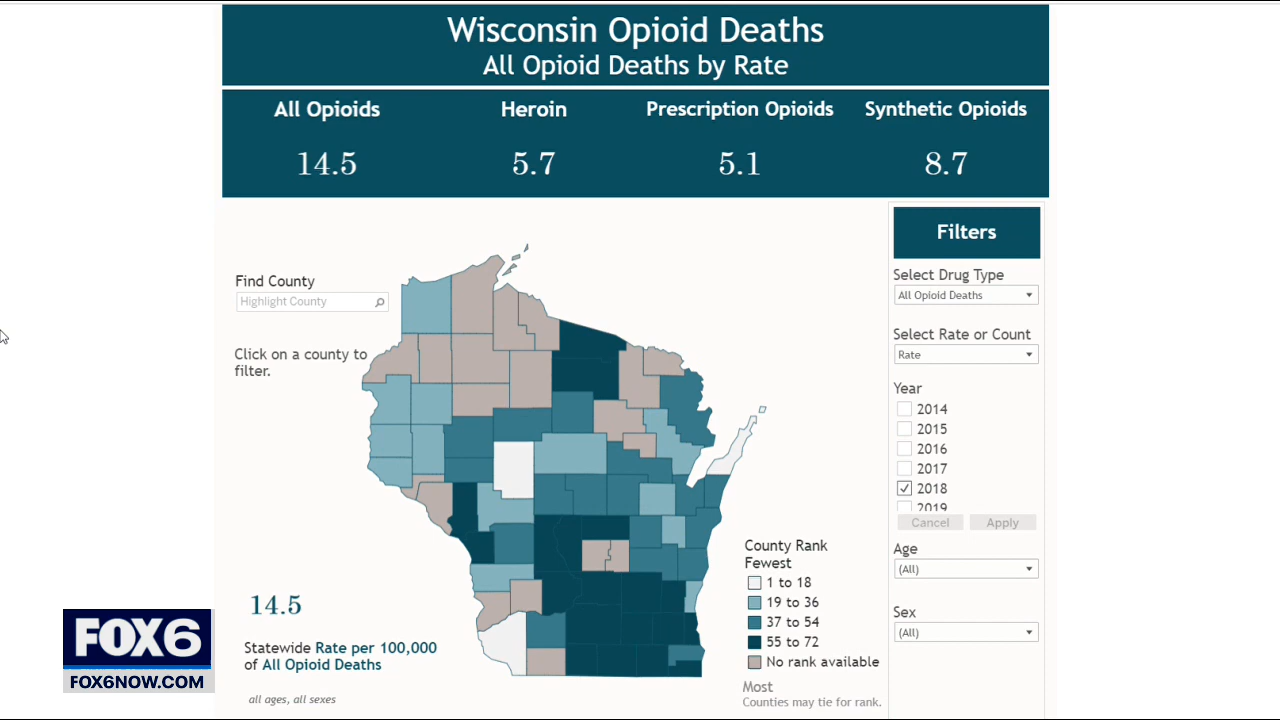 Wisconsin Opioid Deaths
All Opioid Deaths by Rate
All Opioids
Heroin
Prescription Opioids
Synthetic Opioids
14.5
5.7
5.1
8.7
Filters
Find County
Highlight County
Click on a county to
filter.
Select Drug Type
All Opioid Deaths
Select Rate or Count
Rate
Year
2014
2015
2016
2017
2018
2019
Cancel
Apply
Age
(All)
Sex
(All)
County Rank
Fewest
1 to 18
19 to 36
37 to 54
55 to 72
No rank available
Most
Counties may tie for rank.
14.5
Statewide Rate per 100,000
of All Opioid Deaths
all ages, all sexes
FOX6
FOX6NOW.COM